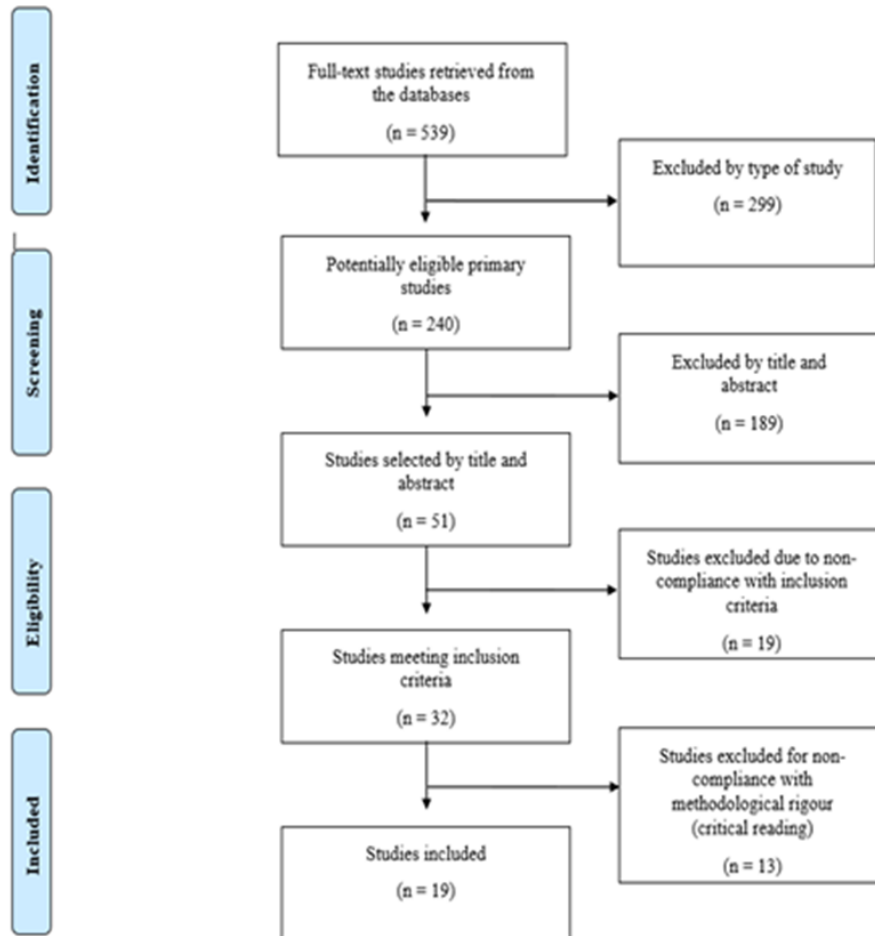 Identification
Full-text studies retrieved from
the databases
(n = 539)
Excluded by type of study
(n = 299)
Screening
Potentially eligible primary
studies
(n = 240)
Excluded by title and
abstract
(n = 189)
Studies selected by title and
abstract
(n = 51)
Eligibility
Studies excluded due to non-
compliance with inclusion
criteria
(n = 19)
Studies meeting inclusion
criteria
(n = 32)
Included
Studies excluded for non-
compliance with
methodological rigour
(critical reading)
(n = 13)
Studies included
(n = 19)